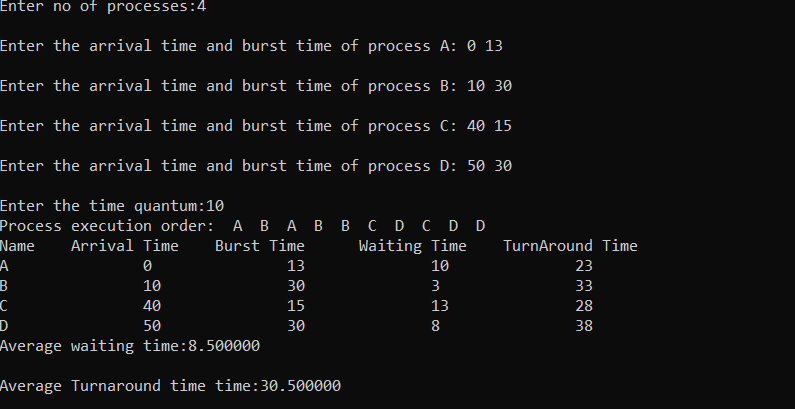 Enter no of processes:4
Enter the arrival time and burst time of process A: 0 13
Enter the arrival time and burst time of process B: 10 30
Enter the arrival time and burst time of process C: 40 15
Enter the arrival time and burst time of process D: 50 30
Enter the time quantum:10
Process execution order:  A  B  A  B  B  C  D  C  D  D
Name    Arrival Time    Burst Time      Waiting Time    TurnAround Time
A               0               13              10              23
B               10              30              3               33
C               40              15              13              28
D               50              30              8               38
Average waiting time:8.500000
Average Turnaround time time:30.500000